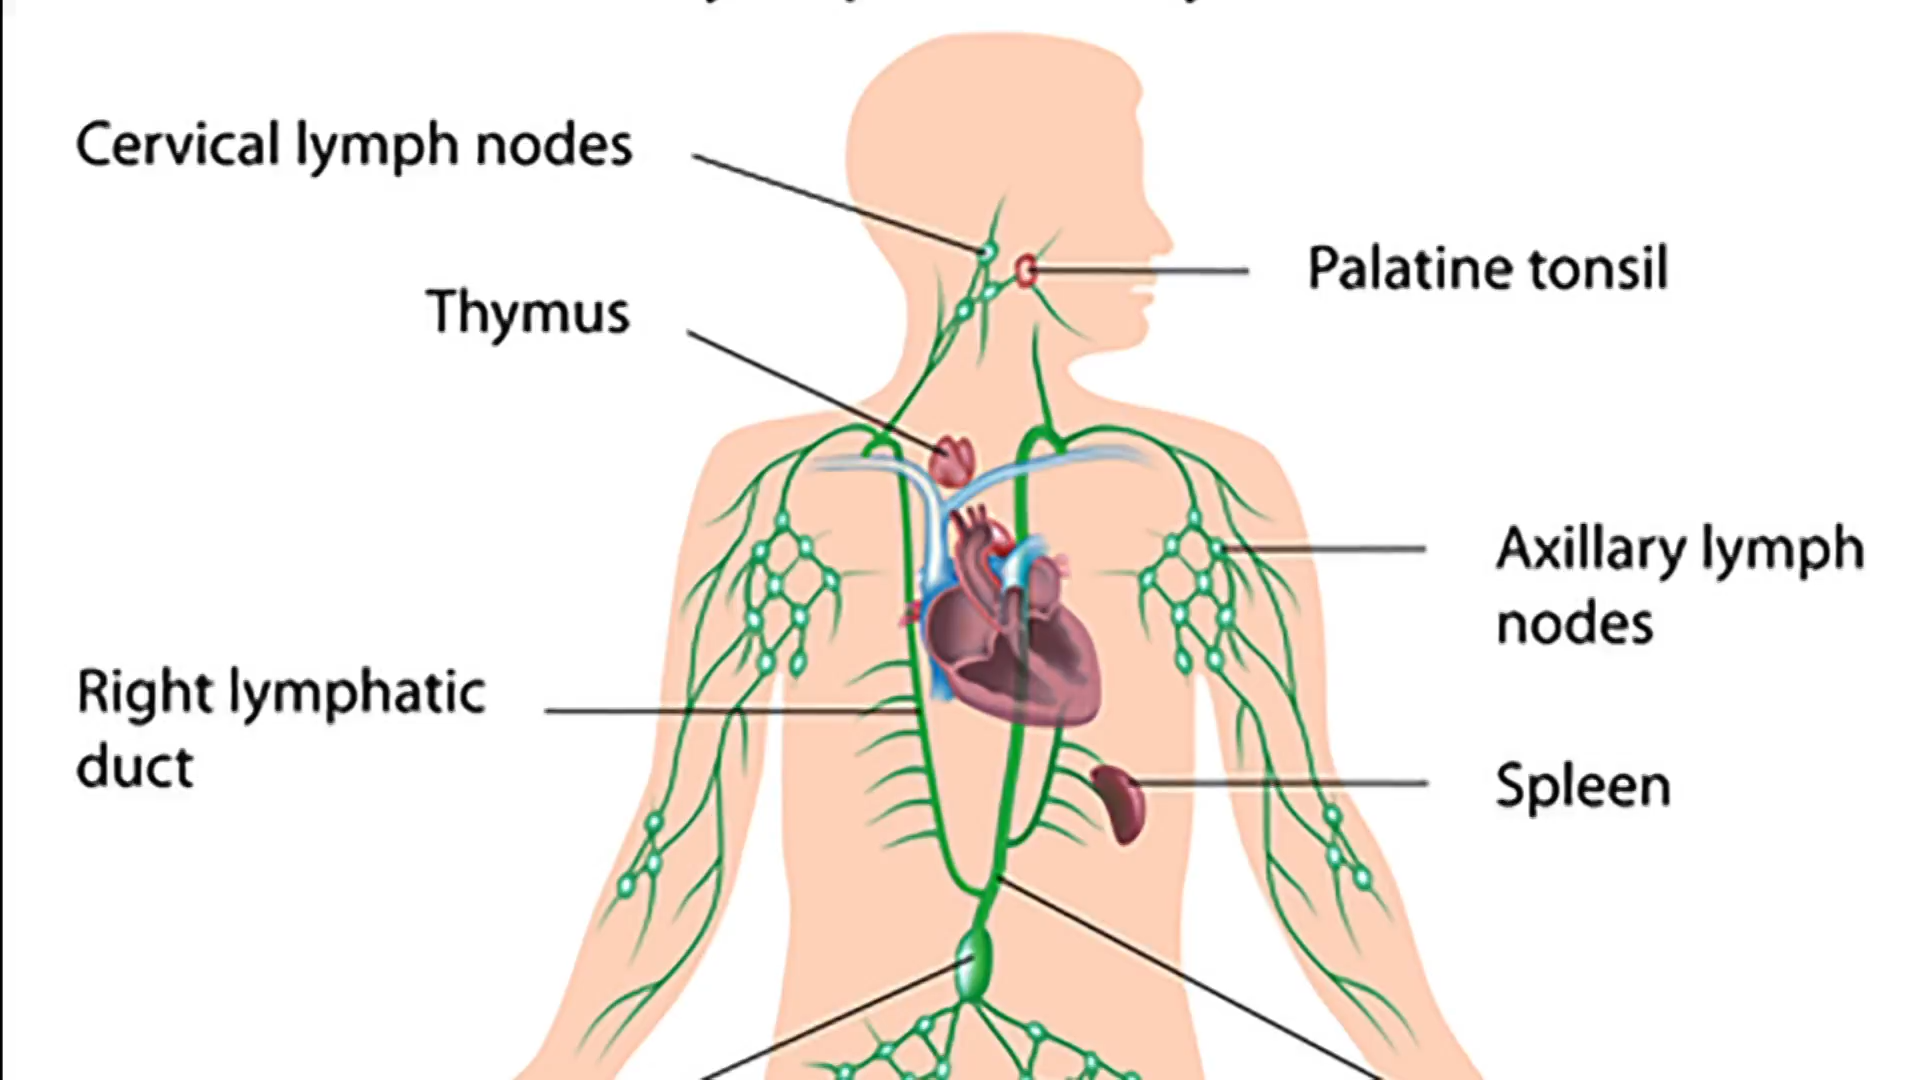 Cervical lymph nodes
Palatine tonsil
Thymus
Axillary lymph
nodes
Right lymphatic
duct
Spleen